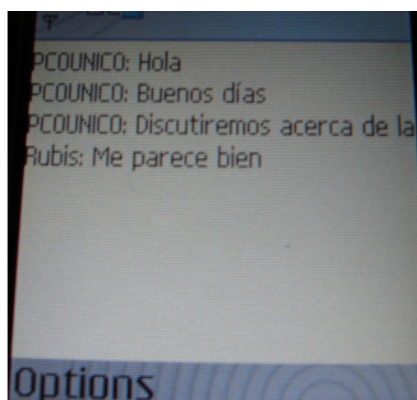 PCOUNICO: Hola
PCOUNICO: Buenos días
PCOUNICO: Discutiremos acerca de la
Rubis: Me parece bien
Options